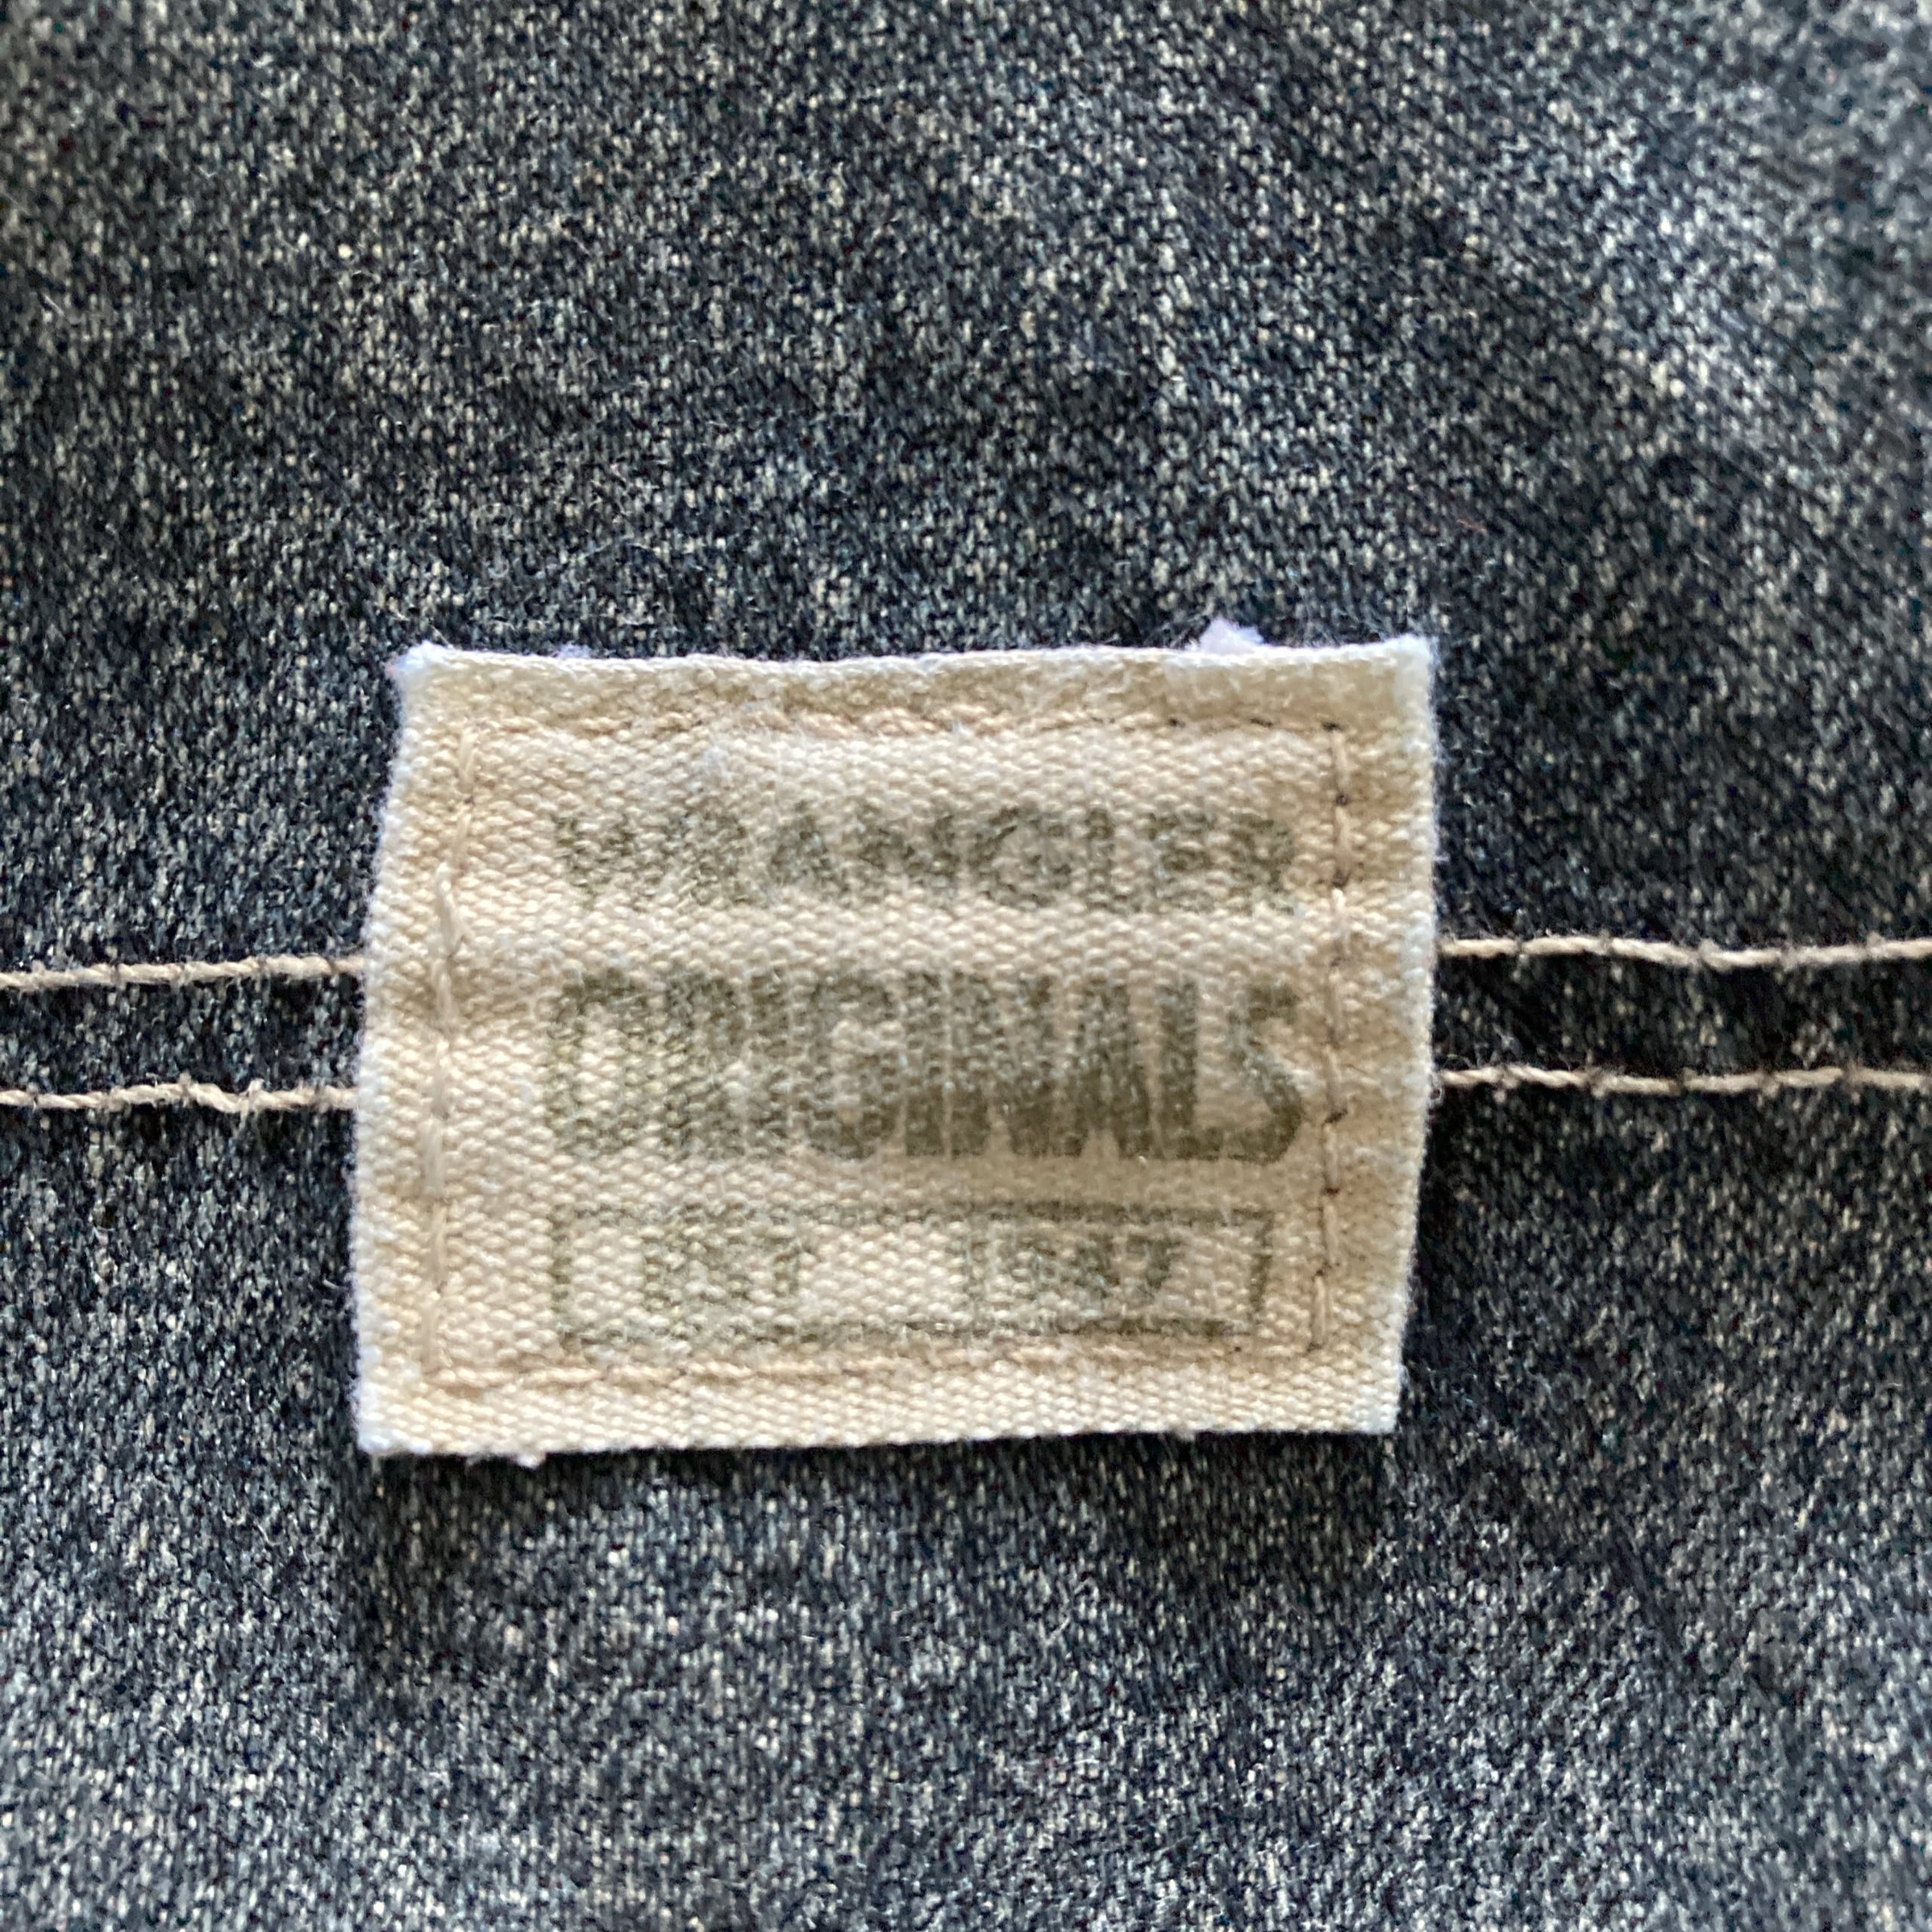 WRANGLER
ORIGINALS
EST 1947